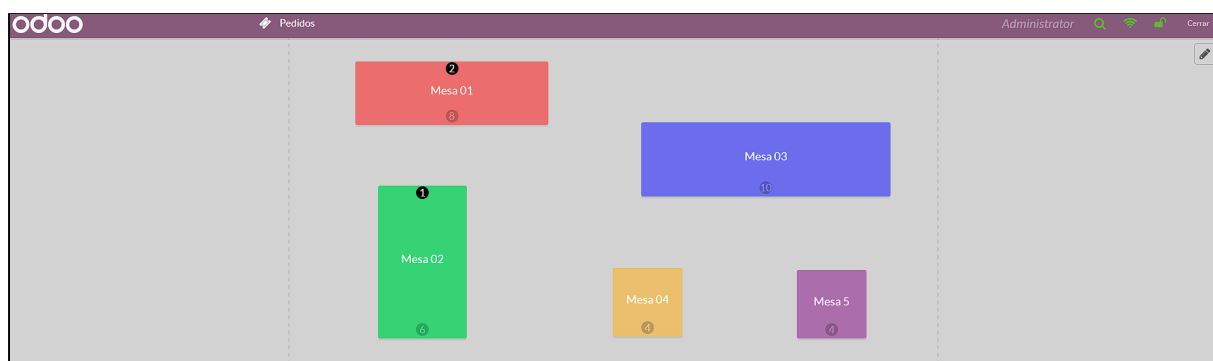 odoo
Pedidos
Administrator
Cerrar
2
Mesa 01
8
Mesa 03
10
1
Mesa 02
6
Mesa 04
4
Mesa 5
4